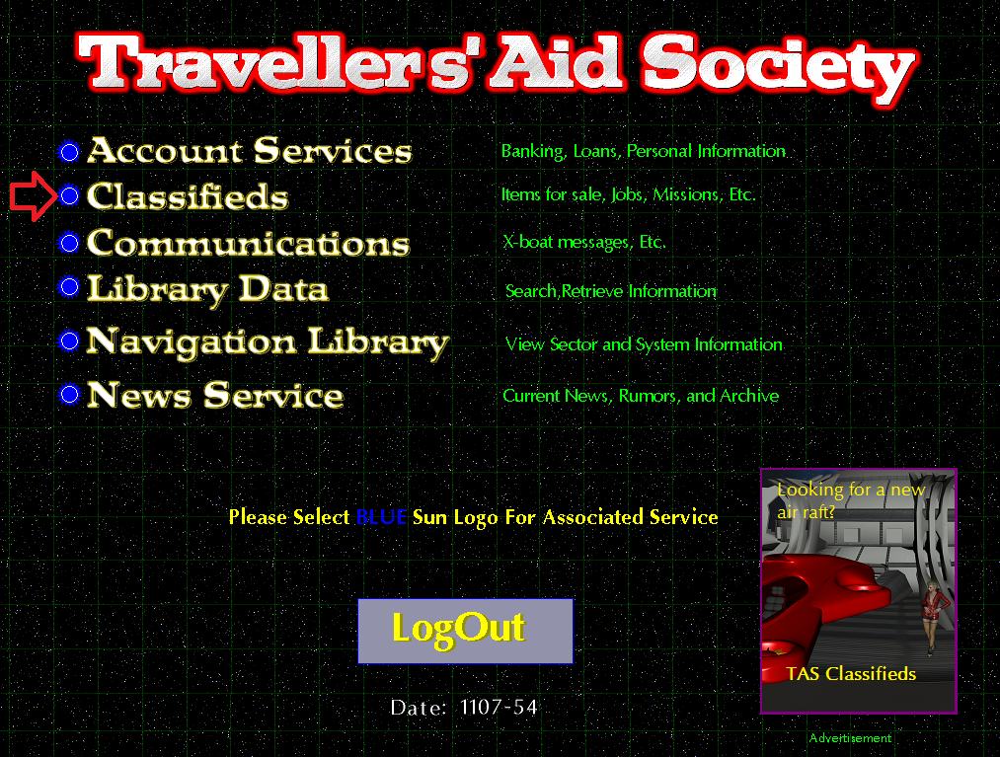 Travellers' Aid Society
Account Services Banking, Loans, Personal Information
Classifieds Items for sale, Jobs, Missions, Etc.
Communications X-boat messages, Etc.
Library Data Search,Retrieve Information
Navigation Library View Sector and System Information
News Service Current News, Rumors, and Archive
Looking for a new
air raft?
Please Select BLUE Sun Logo For Associated Service
LogOut
TAS Classifieds
Date: 1107-54
Advertisement